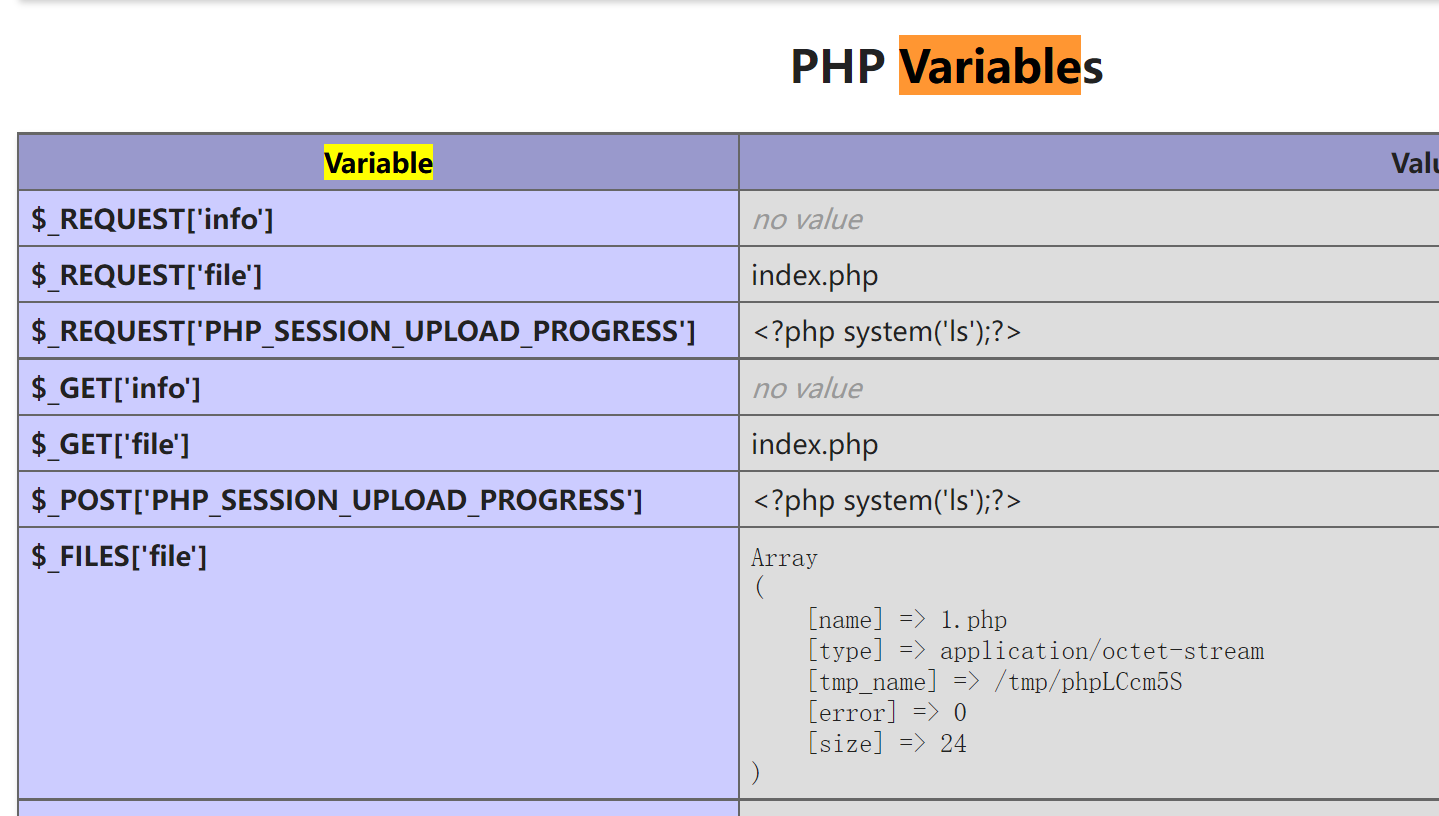 PHP Variables
Variable Valu
$_REQUEST['info'] no value
$_REQUEST['file'] index.php
$_REQUEST['PHP_SESSION_UPLOAD_PROGRESS'] <?php system('ls');?>
$_GET['info'] no value
$_GET['file'] index.php
$_POST['PHP_SESSION_UPLOAD_PROGRESS'] <?php system('ls');?>
$_FILES['file'] Array
(
[name] => 1.php
[type] => application/octet-stream
[tmp_name] => /tmp/phpLCcm5S
[error] => 0
[size] => 24
)